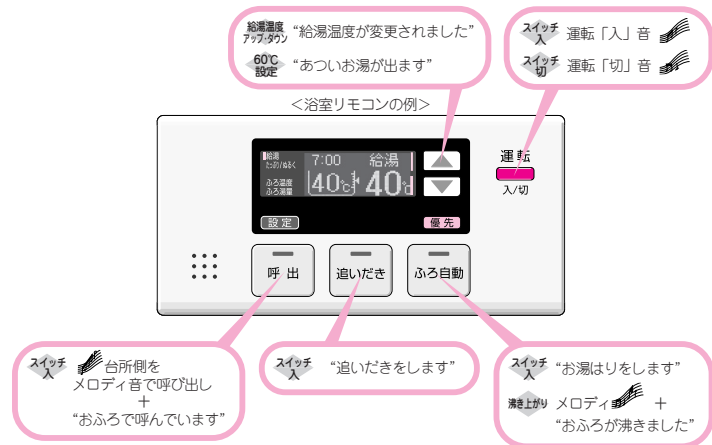 給湯温度
アップ・ダウン
“給湯温度が変更されました”
60℃
設定
“あついお湯が出ます”
スイッチ
入
運転「入」音
スイッチ
切
運転「切」音
<浴室リモコンの例>
給湯
たっぷり/ぬるく
7:00
給湯
ふろ温度
ふろ湯量
40℃
40℃
設定
優先
運転
入/切
呼出
追いだき
ふろ自動
スイッチ
入
台所側を
メロディ音で呼び出し
+
“おふろで呼んでいます”
スイッチ
入
“追いだきをします”
スイッチ
入
“お湯はりをします”
沸き上がり
メロディ
+
“おふろが沸きました”